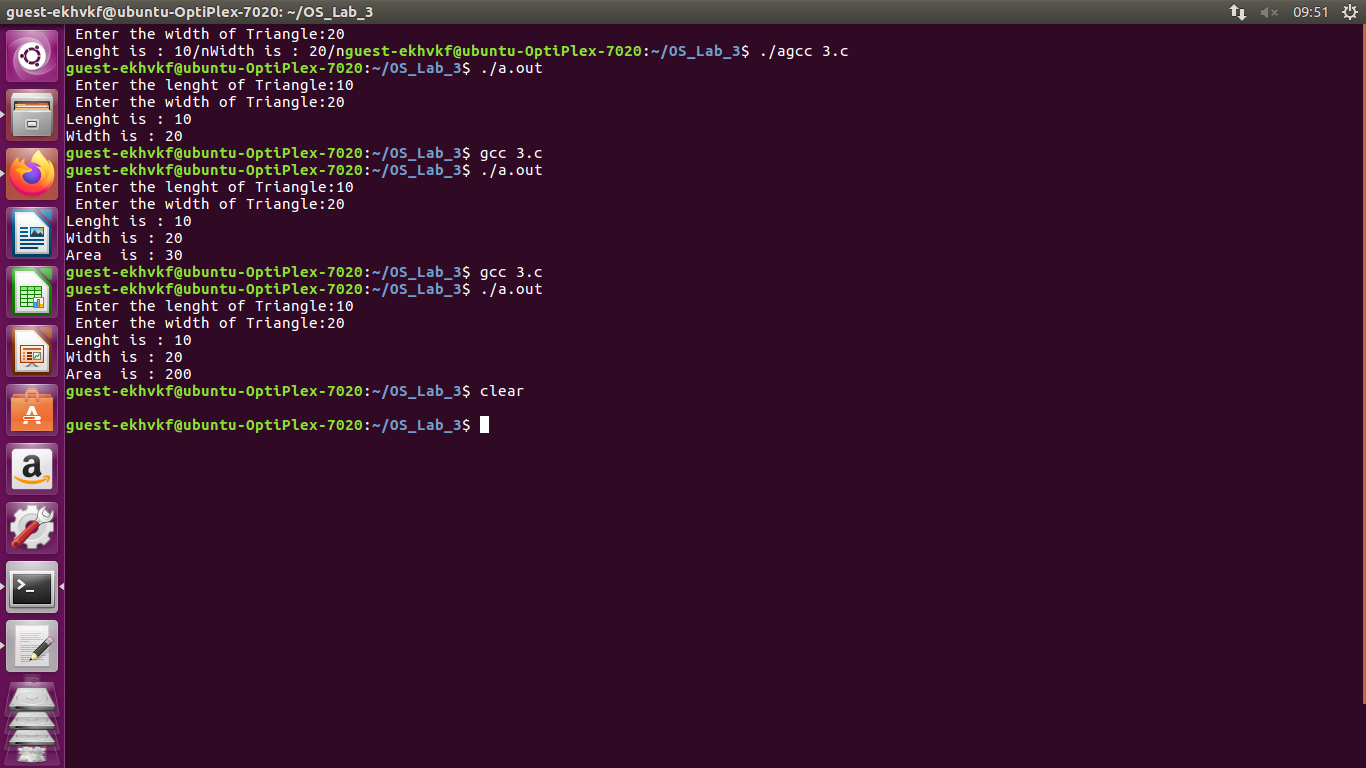 guest-ekhvkf@ubuntu-OptiPlex-7020: ~/OS_Lab_3
09:51
 Enter the width of Triangle:20
Lenght is : 10/nWidth is : 20/nguest-ekhvkf@ubuntu-OptiPlex-7020:~/OS_Lab_3$ ./agcc 3.c
guest-ekhvkf@ubuntu-OptiPlex-7020:~/OS_Lab_3$ ./a.out
 Enter the lenght of Triangle:10
 Enter the width of Triangle:20
Lenght is : 10
Width is : 20
guest-ekhvkf@ubuntu-OptiPlex-7020:~/OS_Lab_3$ gcc 3.c
guest-ekhvkf@ubuntu-OptiPlex-7020:~/OS_Lab_3$ ./a.out
 Enter the lenght of Triangle:10
 Enter the width of Triangle:20
Lenght is : 10
Width is : 20
Area  is : 30
guest-ekhvkf@ubuntu-OptiPlex-7020:~/OS_Lab_3$ gcc 3.c
guest-ekhvkf@ubuntu-OptiPlex-7020:~/OS_Lab_3$ ./a.out
 Enter the lenght of Triangle:10
 Enter the width of Triangle:20
Lenght is : 10
Width is : 20
Area  is : 200
guest-ekhvkf@ubuntu-OptiPlex-7020:~/OS_Lab_3$ clear
guest-ekhvkf@ubuntu-OptiPlex-7020:~/OS_Lab_3$